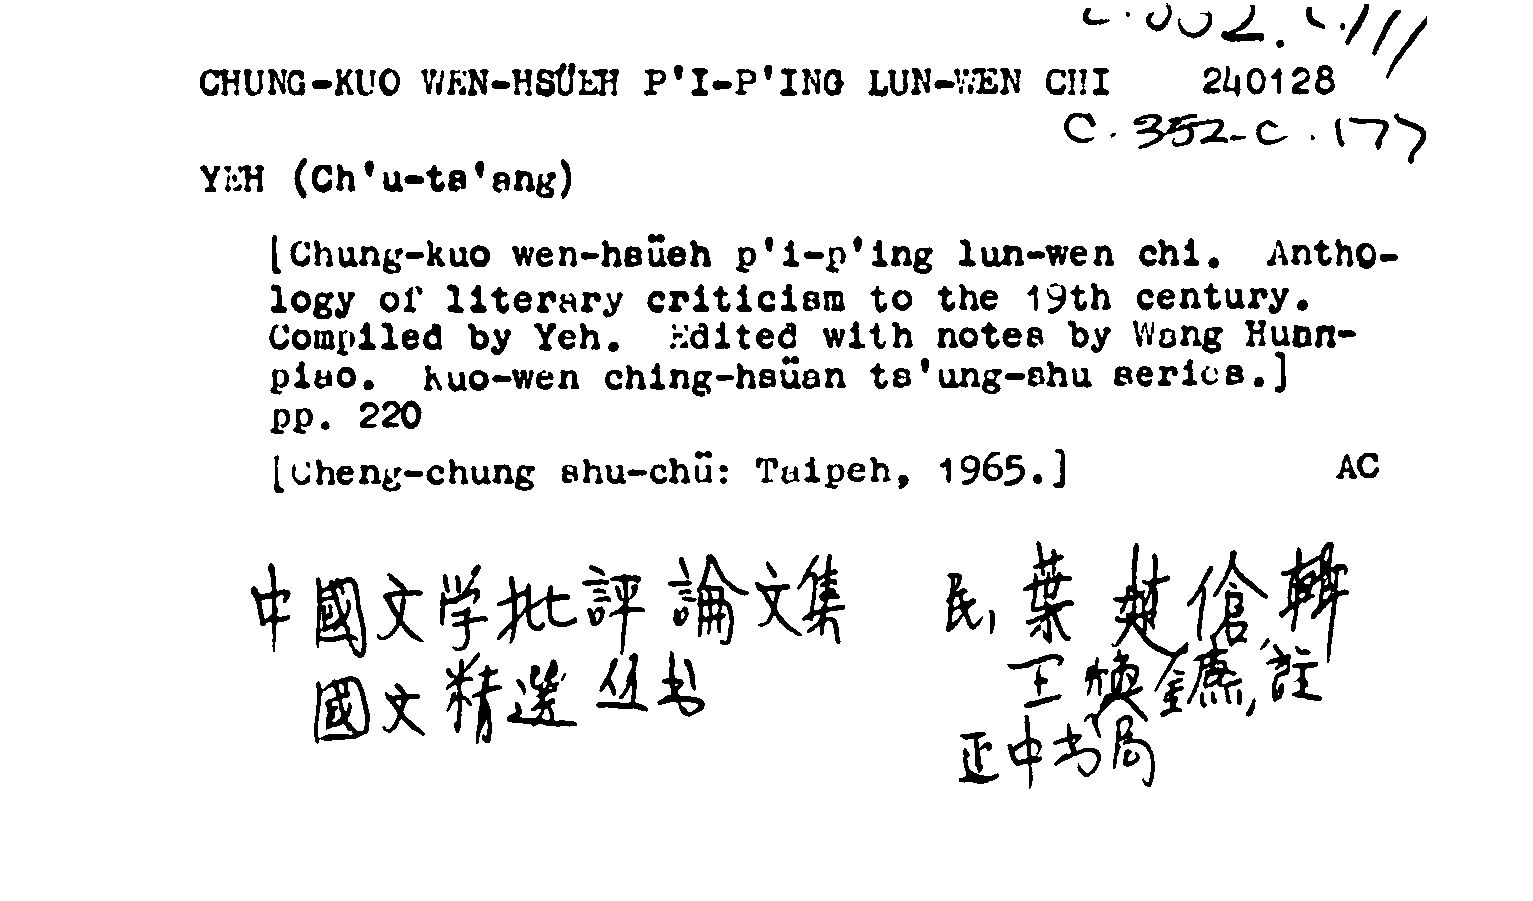 CHUNG-KUO WEN-HSÜEH P'I-P'ING LUN-WEN CHI 240128
C.352-C.177
YEH (Ch'u-ts'ang)
[Chung-kuo wen-hsüeh p'i-p'ing lun-wen chi. Antho-
logy of literary criticism to the 19th century.
Compiled by Yeh. Edited with notes by Wang Huan-
piao. Kuo-wen ching-hsüan ts'ung-shu series.]
pp. 220
[Cheng-chung shu-chü: Taipeh, 1965.] AC
中國文学批評論文集 民, 葉楚傖輯
國文精選丛书 王煥鑣, 註
正中书局